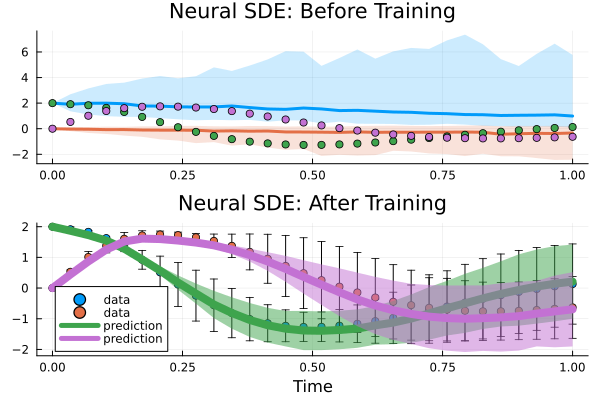 Neural SDE: Before Training
6
4
2
0
−2
0.00 0.25 0.50 0.75 1.00
Neural SDE: After Training
2
1
0
−1
−2
data
data
prediction
prediction
0.00 0.25 0.50 0.75 1.00
Time